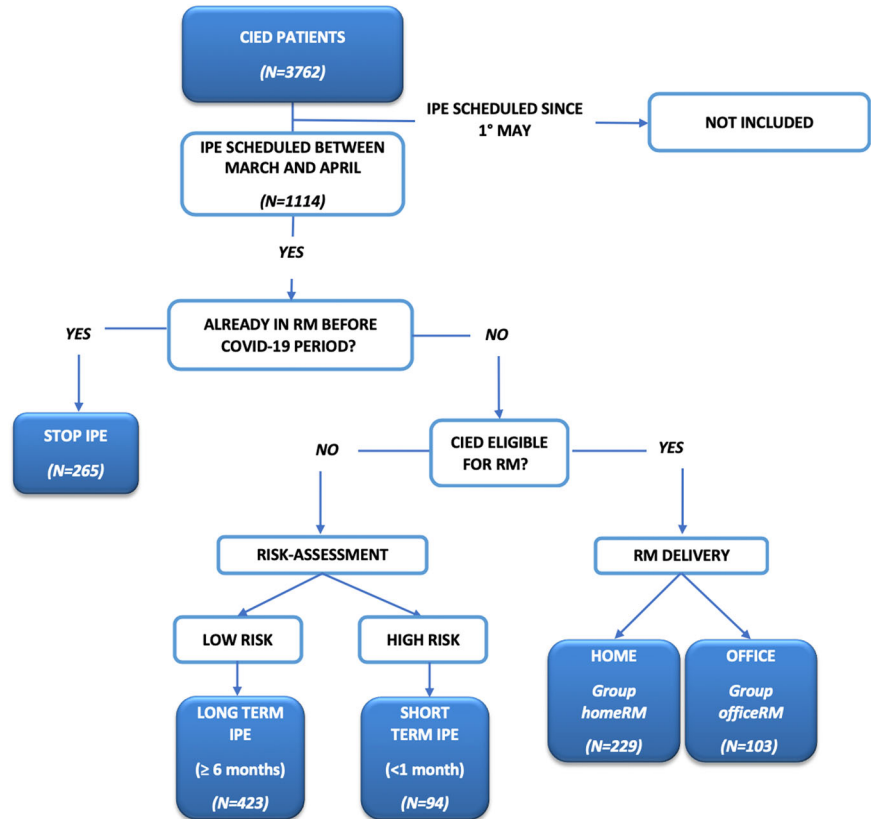 CIED PATIENTS
(N=3762)
IPE SCHEDULED SINCE
1° MAY
NOT INCLUDED
IPE SCHEDULED BETWEEN
MARCH AND APRIL
(N=1114)
YES
ALREADY IN RM BEFORE
COVID-19 PERIOD?
YES
NO
STOP IPE
(N=265)
CIED ELIGIBLE
FOR RM?
NO
YES
RISK-ASSESSMENT
RM DELIVERY
LOW RISK
HIGH RISK
HOME
Group
homeRM
(N=229)
OFFICE
Group
officeRM
(N=103)
LONG TERM
IPE
(≥ 6 months)
(N=423)
SHORT
TERM IPE
(<1 month)
(N=94)